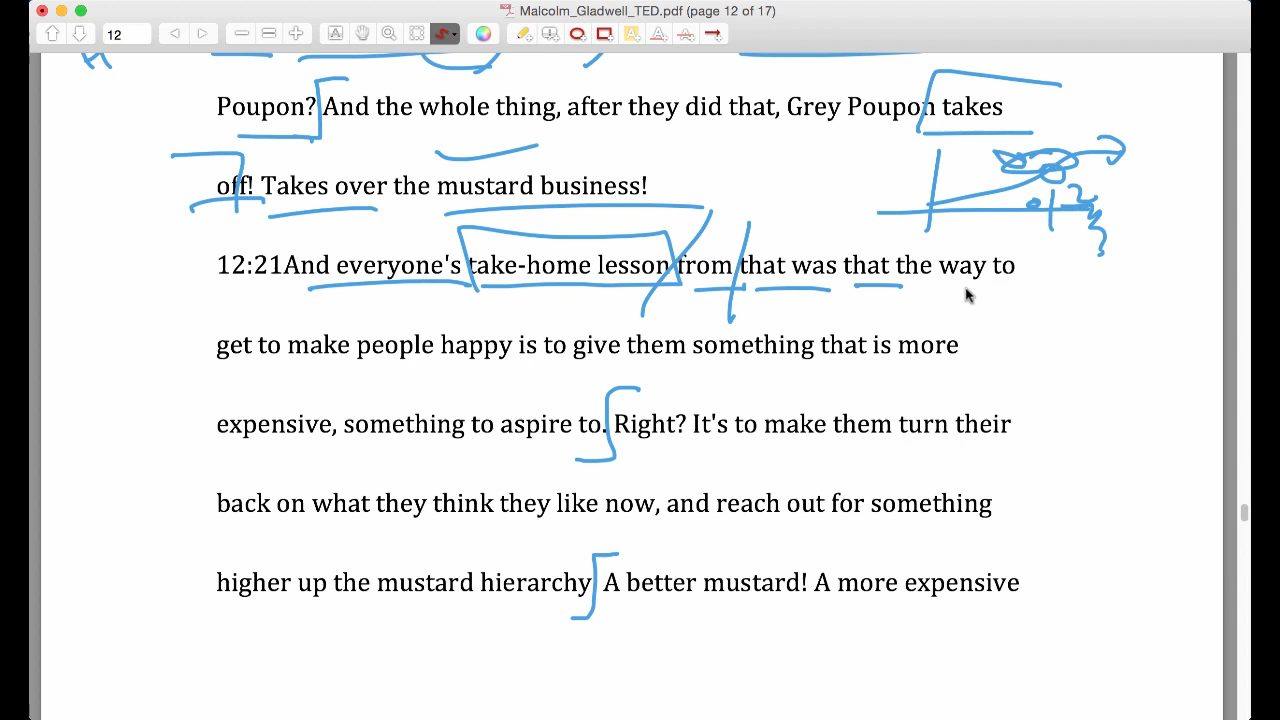 Malcolm_Gladwell_TED.pdf (page 12 of 17)
12
Poupon? And the whole thing, after they did that, Grey Poupon takes
off! Takes over the mustard business!
12:21And everyone's take-home lesson from that was that the way to
get to make people happy is to give them something that is more
expensive, something to aspire to. Right? It's to make them turn their
back on what they think they like now, and reach out for something
higher up the mustard hierarchy. A better mustard! A more expensive